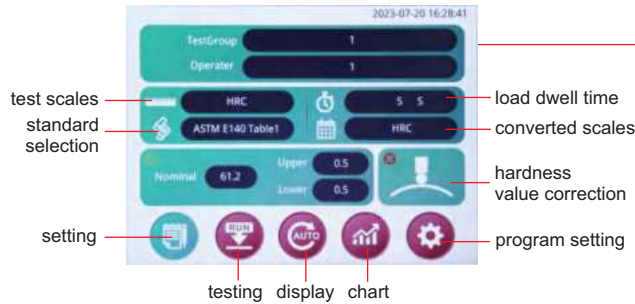 2023-07-20 16:28:41
TestGroup 1
Operater 1
test scales HRC 5 S load dwell time
standard selection ASTM E140 Table1 HRC converted scales
Nominal 61.2 Upper 0.5
Lower 0.5
hardness value correction
setting RUN AUTO program setting
testing display chart